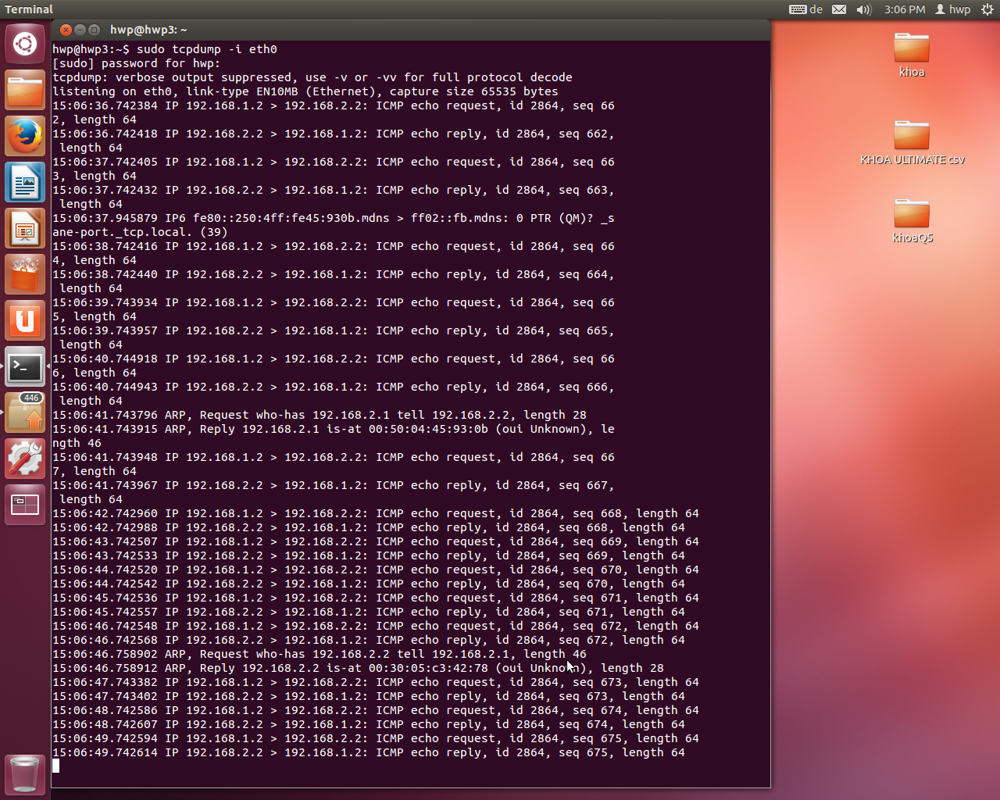 Terminal
de
3:06 PM
hwp
hwp@hwp3: ~
hwp@hwp3:~$ sudo tcpdump -i eth0
[sudo] password for hwp:
tcpdump: verbose output suppressed, use -v or -vv for full protocol decode
listening on eth0, link-type EN10MB (Ethernet), capture size 65535 bytes
15:06:36.742384 IP 192.168.1.2 > 192.168.2.2: ICMP echo request, id 2864, seq 66
2, length 64
15:06:36.742418 IP 192.168.2.2 > 192.168.1.2: ICMP echo reply, id 2864, seq 662,
 length 64
15:06:37.742405 IP 192.168.1.2 > 192.168.2.2: ICMP echo request, id 2864, seq 66
3, length 64
15:06:37.742432 IP 192.168.2.2 > 192.168.1.2: ICMP echo reply, id 2864, seq 663,
 length 64
15:06:37.945879 IP6 fe80::250:4ff:fe45:930b.mdns > ff02::fb.mdns: 0 PTR (QM)? _s
ane-port._tcp.local. (39)
15:06:38.742416 IP 192.168.1.2 > 192.168.2.2: ICMP echo request, id 2864, seq 66
4, length 64
15:06:38.742440 IP 192.168.2.2 > 192.168.1.2: ICMP echo reply, id 2864, seq 664,
 length 64
15:06:39.743934 IP 192.168.1.2 > 192.168.2.2: ICMP echo request, id 2864, seq 66
5, length 64
15:06:39.743957 IP 192.168.2.2 > 192.168.1.2: ICMP echo reply, id 2864, seq 665,
 length 64
15:06:40.744918 IP 192.168.1.2 > 192.168.2.2: ICMP echo request, id 2864, seq 66
6, length 64
15:06:40.744943 IP 192.168.2.2 > 192.168.1.2: ICMP echo reply, id 2864, seq 666,
 length 64
15:06:41.743796 ARP, Request who-has 192.168.2.1 tell 192.168.2.2, length 28
15:06:41.743915 ARP, Reply 192.168.2.1 is-at 00:50:04:45:93:0b (oui Unknown), le
ngth 46
15:06:41.743948 IP 192.168.1.2 > 192.168.2.2: ICMP echo request, id 2864, seq 66
7, length 64
15:06:41.743967 IP 192.168.2.2 > 192.168.1.2: ICMP echo reply, id 2864, seq 667,
 length 64
15:06:42.742960 IP 192.168.1.2 > 192.168.2.2: ICMP echo request, id 2864, seq 668, length 64
15:06:42.742988 IP 192.168.2.2 > 192.168.1.2: ICMP echo reply, id 2864, seq 668, length 64
15:06:43.742507 IP 192.168.1.2 > 192.168.2.2: ICMP echo request, id 2864, seq 669, length 64
15:06:43.742533 IP 192.168.2.2 > 192.168.1.2: ICMP echo reply, id 2864, seq 669, length 64
15:06:44.742520 IP 192.168.1.2 > 192.168.2.2: ICMP echo request, id 2864, seq 670, length 64
15:06:44.742542 IP 192.168.2.2 > 192.168.1.2: ICMP echo reply, id 2864, seq 670, length 64
15:06:45.742536 IP 192.168.1.2 > 192.168.2.2: ICMP echo request, id 2864, seq 671, length 64
15:06:45.742557 IP 192.168.2.2 > 192.168.1.2: ICMP echo reply, id 2864, seq 671, length 64
15:06:46.742548 IP 192.168.1.2 > 192.168.2.2: ICMP echo request, id 2864, seq 672, length 64
15:06:46.742568 IP 192.168.2.2 > 192.168.1.2: ICMP echo reply, id 2864, seq 672, length 64
15:06:46.758902 ARP, Request who-has 192.168.2.2 tell 192.168.2.1, length 46
15:06:46.758912 ARP, Reply 192.168.2.2 is-at 00:30:05:c3:42:78 (oui Unknown), length 28
15:06:47.743382 IP 192.168.1.2 > 192.168.2.2: ICMP echo request, id 2864, seq 673, length 64
15:06:47.743402 IP 192.168.2.2 > 192.168.1.2: ICMP echo reply, id 2864, seq 673, length 64
15:06:48.742586 IP 192.168.1.2 > 192.168.2.2: ICMP echo request, id 2864, seq 674, length 64
15:06:48.742607 IP 192.168.2.2 > 192.168.1.2: ICMP echo reply, id 2864, seq 674, length 64
15:06:49.742594 IP 192.168.1.2 > 192.168.2.2: ICMP echo request, id 2864, seq 675, length 64
15:06:49.742614 IP 192.168.2.2 > 192.168.1.2: ICMP echo reply, id 2864, seq 675, length 64
446
khoa
KHOA ULTIMATE csv
khoaQ5